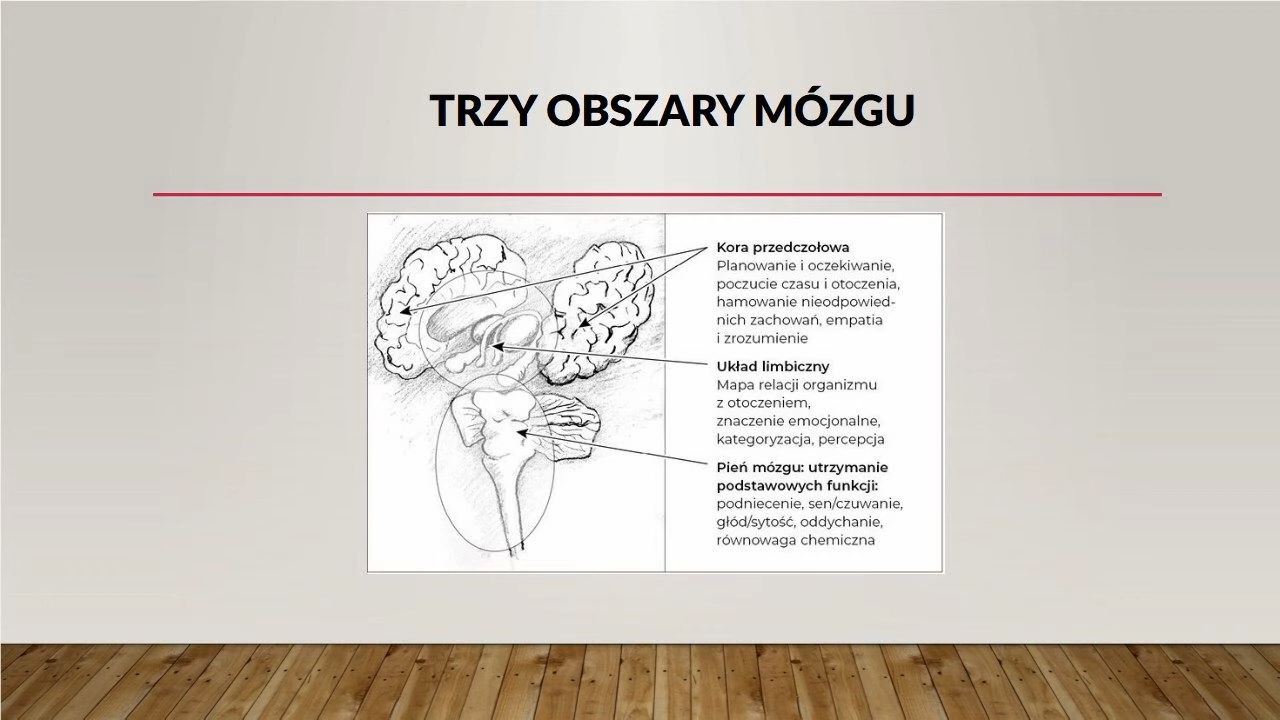 TRZY OBSZARY MÓZGU
Kora przedczołowa
Planowanie i oczekiwanie,
poczucie czasu i otoczenia,
hamowanie nieodpowied-
nich zachowań, empatia
i zrozumienie
Układ limbiczny
Mapa relacji organizmu
z otoczeniem,
znaczenie emocjonalne,
kategoryzacja, percepcja
Pień mózgu: utrzymanie
podstawowych funkcji:
podniecenie, sen/czuwanie,
głód/sytość, oddychanie,
równowaga chemiczna